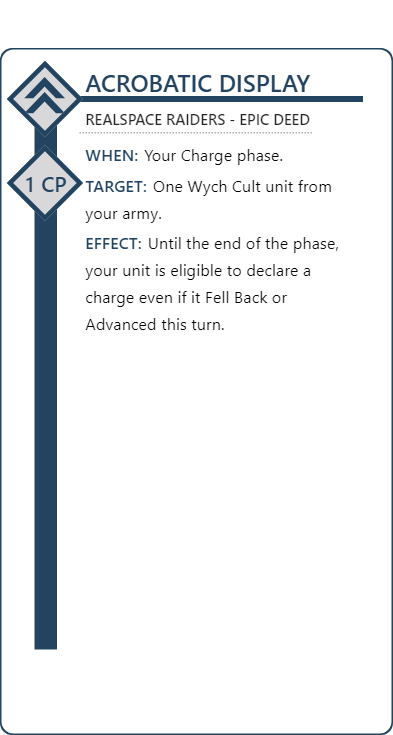 ACROBATIC DISPLAY
REALSPACE RAIDERS - EPIC DEED
1 CP
WHEN: Your Charge phase.
TARGET: One Wych Cult unit from
your army.
EFFECT: Until the end of the phase,
your unit is eligible to declare a
charge even if it Fell Back or
Advanced this turn.